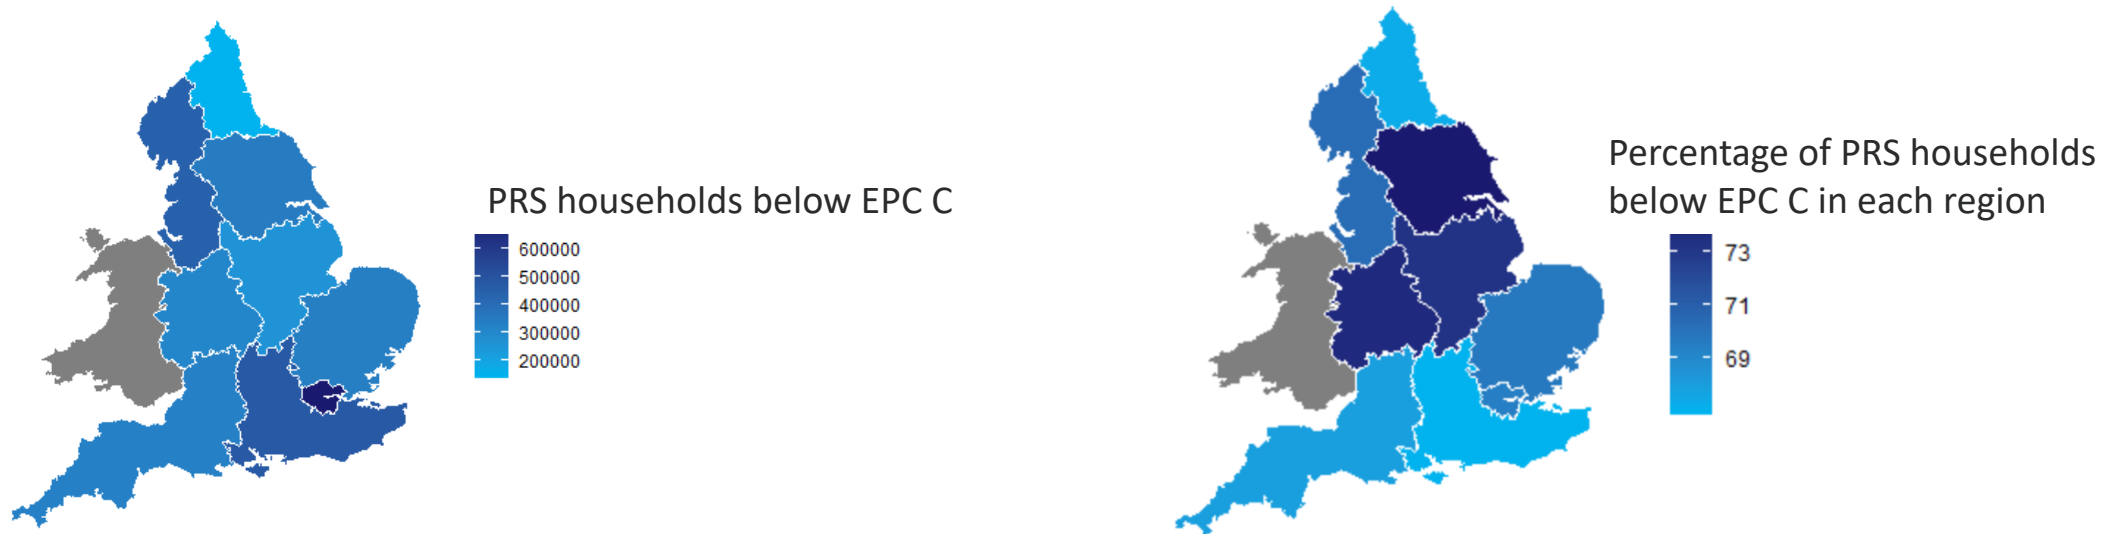 PRS households below EPC C
600000
500000
400000
300000
200000
Percentage of PRS households
below EPC C in each region
73
71
69